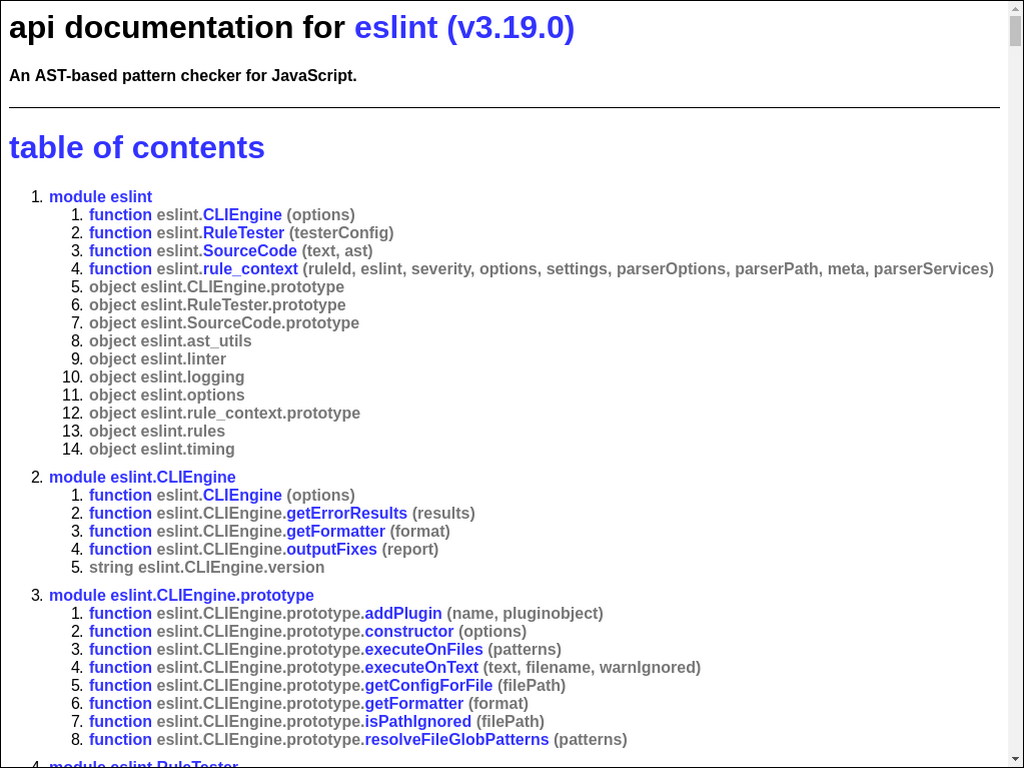 api documentation for eslint (v3.19.0)
An AST-based pattern checker for JavaScript.
table of contents
1. module eslint
1. function eslint.CLIEngine (options)
2. function eslint.RuleTester (testerConfig)
3. function eslint.SourceCode (text, ast)
4. function eslint.rule_context (ruleId, eslint, severity, options, settings, parserOptions, parserPath, meta, parserServices)
5. object eslint.CLIEngine.prototype
6. object eslint.RuleTester.prototype
7. object eslint.SourceCode.prototype
8. object eslint.ast_utils
9. object eslint.linter
10. object eslint.logging
11. object eslint.options
12. object eslint.rule_context.prototype
13. object eslint.rules
14. object eslint.timing
2. module eslint.CLIEngine
1. function eslint.CLIEngine (options)
2. function eslint.CLIEngine.getErrorResults (results)
3. function eslint.CLIEngine.getFormatter (format)
4. function eslint.CLIEngine.outputFixes (report)
5. string eslint.CLIEngine.version
3. module eslint.CLIEngine.prototype
1. function eslint.CLIEngine.prototype.addPlugin (name, pluginobject)
2. function eslint.CLIEngine.prototype.constructor (options)
3. function eslint.CLIEngine.prototype.executeOnFiles (patterns)
4. function eslint.CLIEngine.prototype.executeOnText (text, filename, warnIgnored)
5. function eslint.CLIEngine.prototype.getConfigForFile (filePath)
6. function eslint.CLIEngine.prototype.getFormatter (format)
7. function eslint.CLIEngine.prototype.isPathIgnored (filePath)
8. function eslint.CLIEngine.prototype.resolveFileGlobPatterns (patterns)
4. module eslint.RuleTester